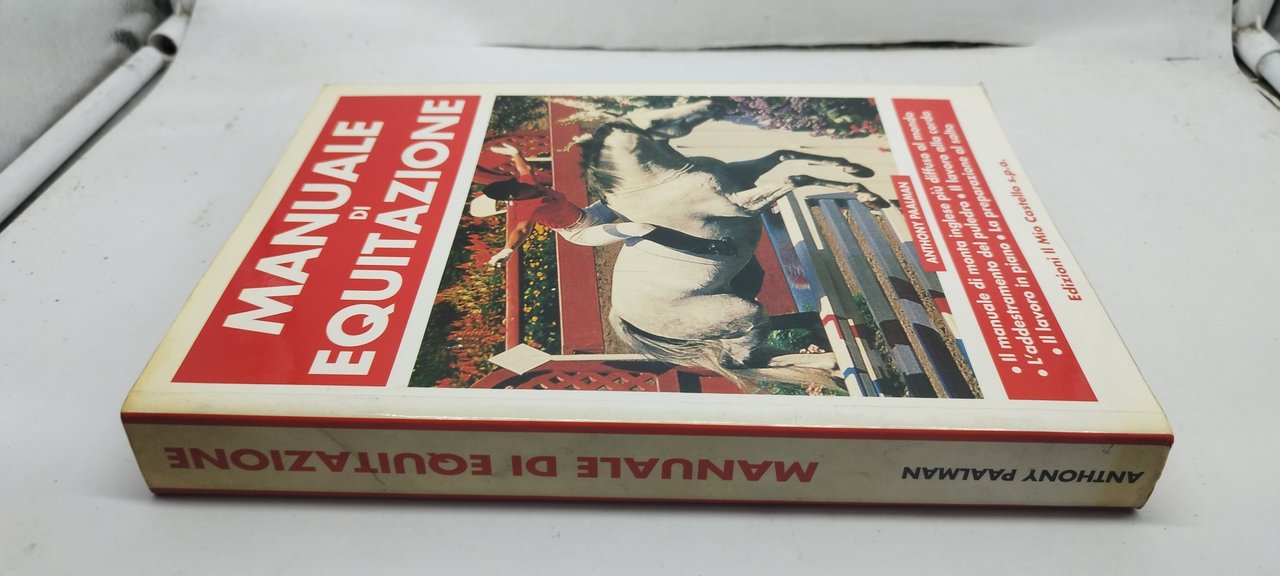 MANUALE
DI
EQUITAZIONE
ANTHONY PAALMAN
• Il manuale di monta inglese più diffuso al mondo
• L'addestramento del puledro • Il lavoro alla corda
• Il lavoro in piano • La preparazione al salto
Edizioni Il Mio Castello s.p.a.
ANTHONY PAALMAN
MANUALE DI EQUITAZIONE